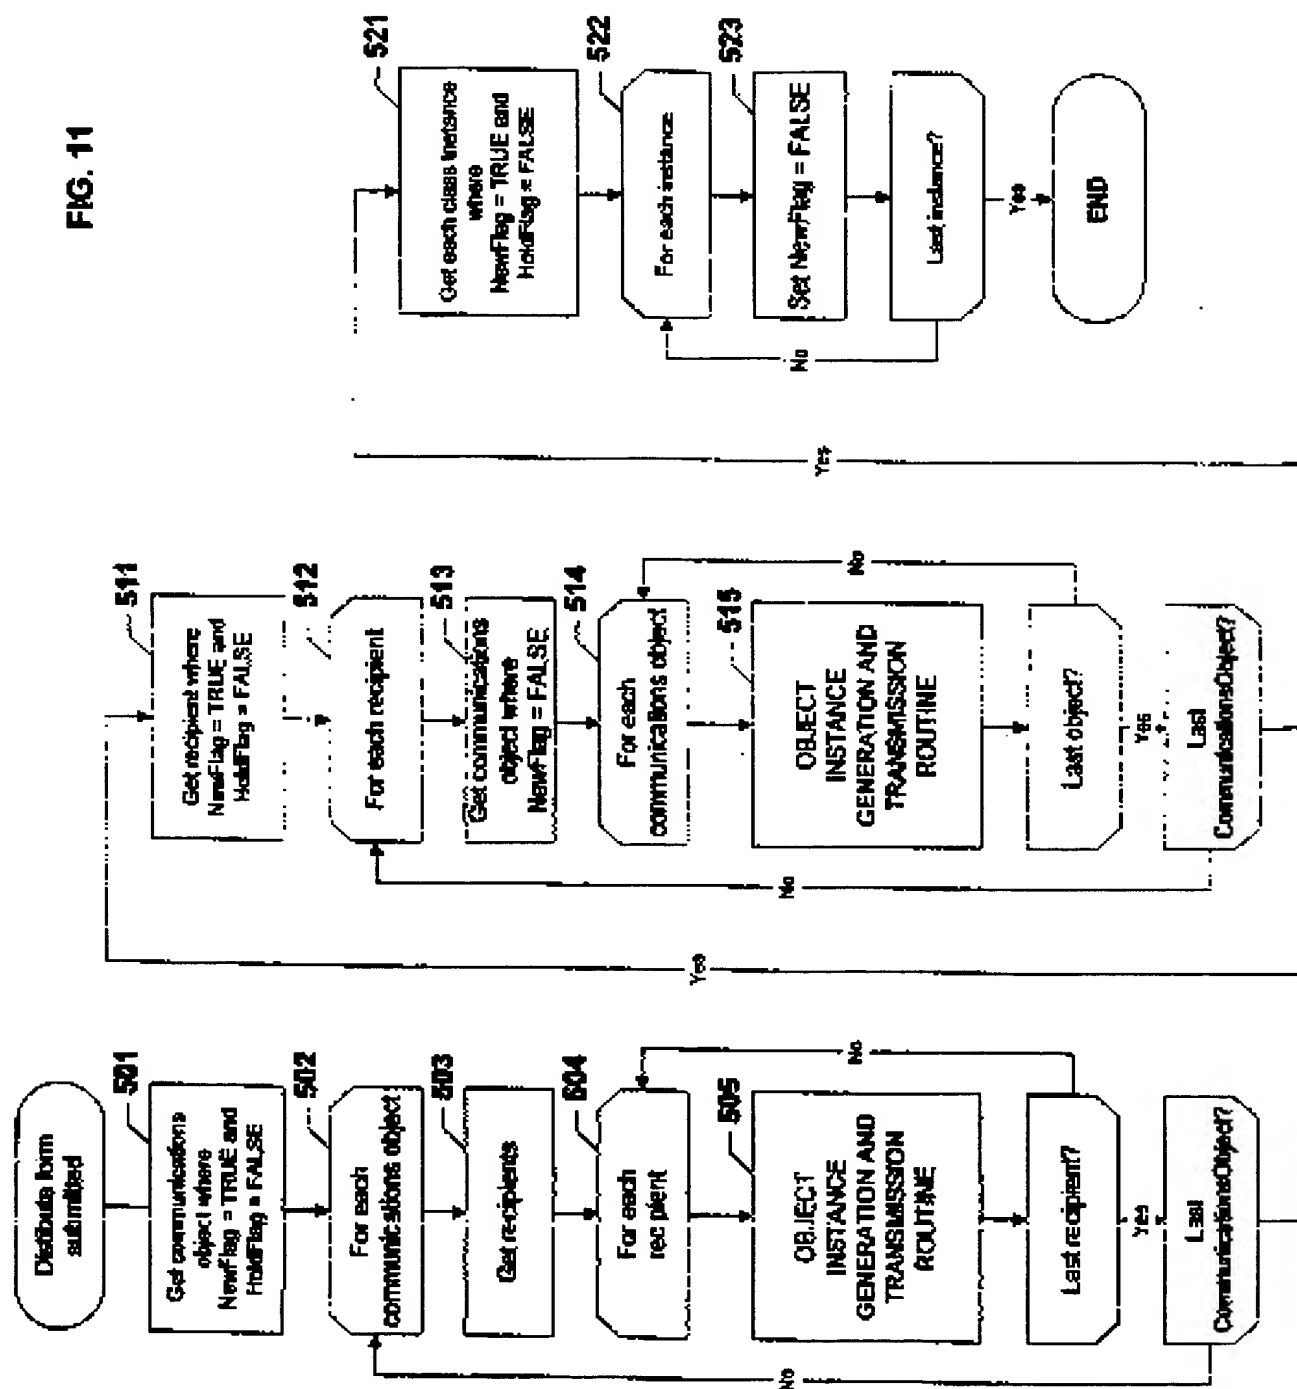 FIG. 11
Distribute form
submitted
501
Get communications
object where
NewFlag = TRUE and
HoldFlag = FALSE
502
For each
communications object
503
Get recipients
504
For each
recipient
505
OBJECT
INSTANCE
GENERATION AND
TRANSMISSION
ROUTINE
No
Last recipient?
Yes
Last
CommunicationsObject?
No
Yes
511
Get recipient where
NewFlag = TRUE and
HoldFlag = FALSE
512
For each recipient
513
Get communications
object where
NewFlag = FALSE
514
For each
communications object
515
OBJECT
INSTANCE
GENERATION AND
TRANSMISSION
ROUTINE
No
Last object?
Yes
Last
CommunicationsObject?
No
Yes
521
Get each class instance
where
NewFlag = TRUE and
HoldFlag = FALSE
522
For each instance
523
Set NewFlag = FALSE
Last instance?
No
Yes
END